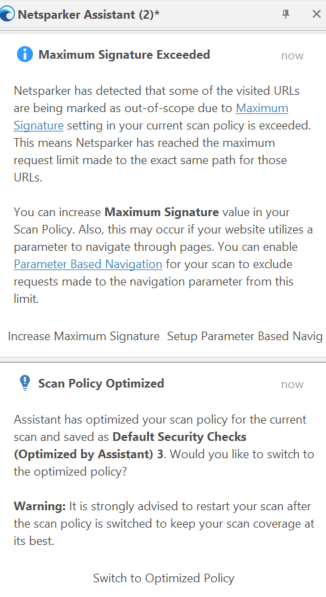 Netsparker Assistant (2)*
Maximum Signature Exceeded now
Netsparker has detected that some of the visited URLs
are being marked as out-of-scope due to Maximum
Signature setting in your current scan policy is exceeded.
This means Netsparker has reached the maximum
request limit made to the exact same path for those
URLs.
You can increase Maximum Signature value in your
Scan Policy. Also, this may occur if your website utilizes a
parameter to navigate through pages. You can enable
Parameter Based Navigation for your scan to exclude
requests made to the navigation parameter from this
limit.
Increase Maximum Signature Setup Parameter Based Navig
Scan Policy Optimized now
Assistant has optimized your scan policy for the current
scan and saved as Default Security Checks
(Optimized by Assistant) 3. Would you like to switch to
the optimized policy?
Warning: It is strongly advised to restart your scan after
the scan policy is switched to keep your scan coverage at
its best.
Switch to Optimized Policy